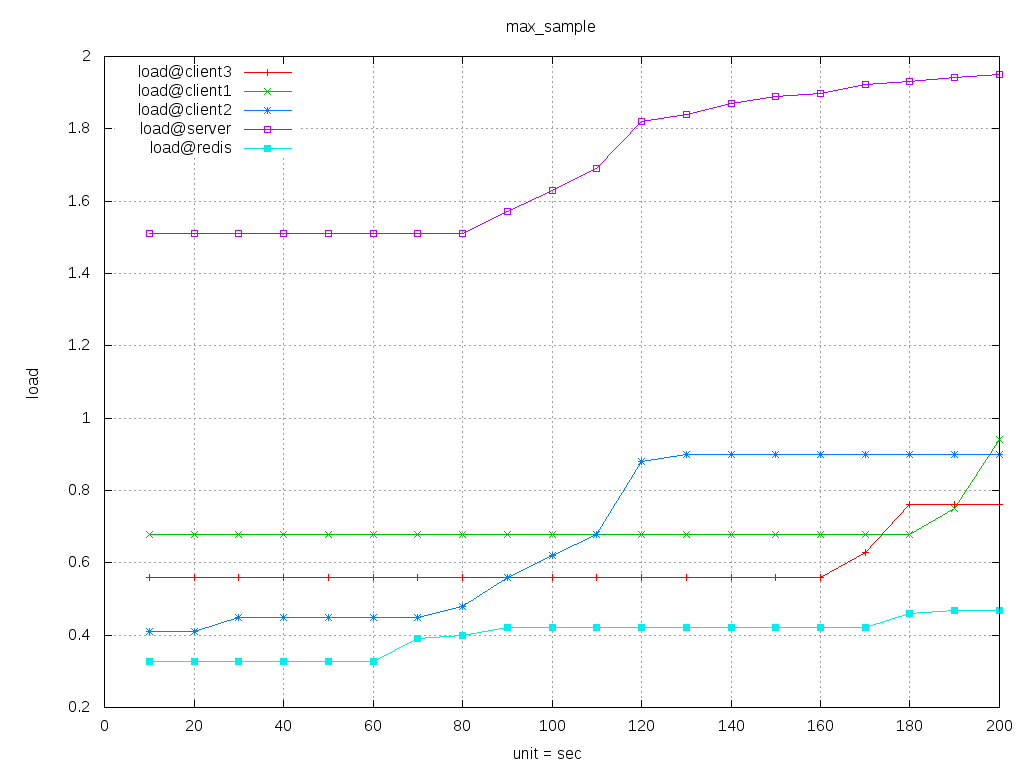 max_sample
load@client3
load@client1
load@client2
load@server
load@redis
2
1.8
1.6
1.4
1.2
1
0.8
0.6
0.4
0.2
load
0 20 40 60 80 100 120 140 160 180 200
unit = sec